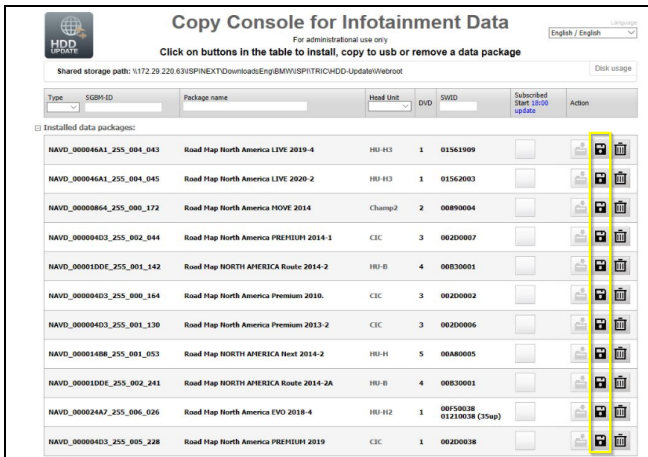 Copy Console for Infotainment Data
Language
For administrational use only
English / English
HDD
UPDATE
Click on buttons in the table to install, copy to usb or remove a data package
Shared storage path: \\172.29.220.63\ISPINEXT\DownloadsEng\BMW\ISPI\TRIC\HDD-Update\Webroot
Disk usage
Type SGBM-ID Package name Head Unit DVD SWID Subscribed Start 18:00 update Action
Installed data packages:
NAVD_000046A1_255_004_043 Road Map North America LIVE 2019-4 HU-H3 1 01561909
NAVD_000046A1_255_004_045 Road Map North America LIVE 2020-2 HU-H3 1 01562003
NAVD_00000864_255_000_172 Road Map North America MOVE 2014 Champ2 2 00890004
NAVD_000004D3_255_002_044 Road Map North America PREMIUM 2014-1 CIC 3 002D0007
NAVD_00001DDE_255_001_142 Road Map NORTH AMERICA Route 2014-2 HU-B 4 00B30001
NAVD_000004D3_255_000_164 Road Map North America Premium 2010. CIC 3 002D0002
NAVD_000004D3_255_001_130 Road Map North America Premium 2013-2 CIC 3 002D0006
NAVD_000014B8_255_001_053 Road Map NORTH AMERICA Next 2014-2 HU-H 5 00A80005
NAVD_00001DDE_255_002_241 Road Map NORTH AMERICA Route 2014-2A HU-B 4 00B30001
NAVD_000024A7_255_006_026 Road Map North America EVO 2018-4 HU-H2 1 00F50038
01210038 (35up)
NAVD_000004D3_255_005_228 Road Map North America PREMIUM 2019 CIC 1 002D0038